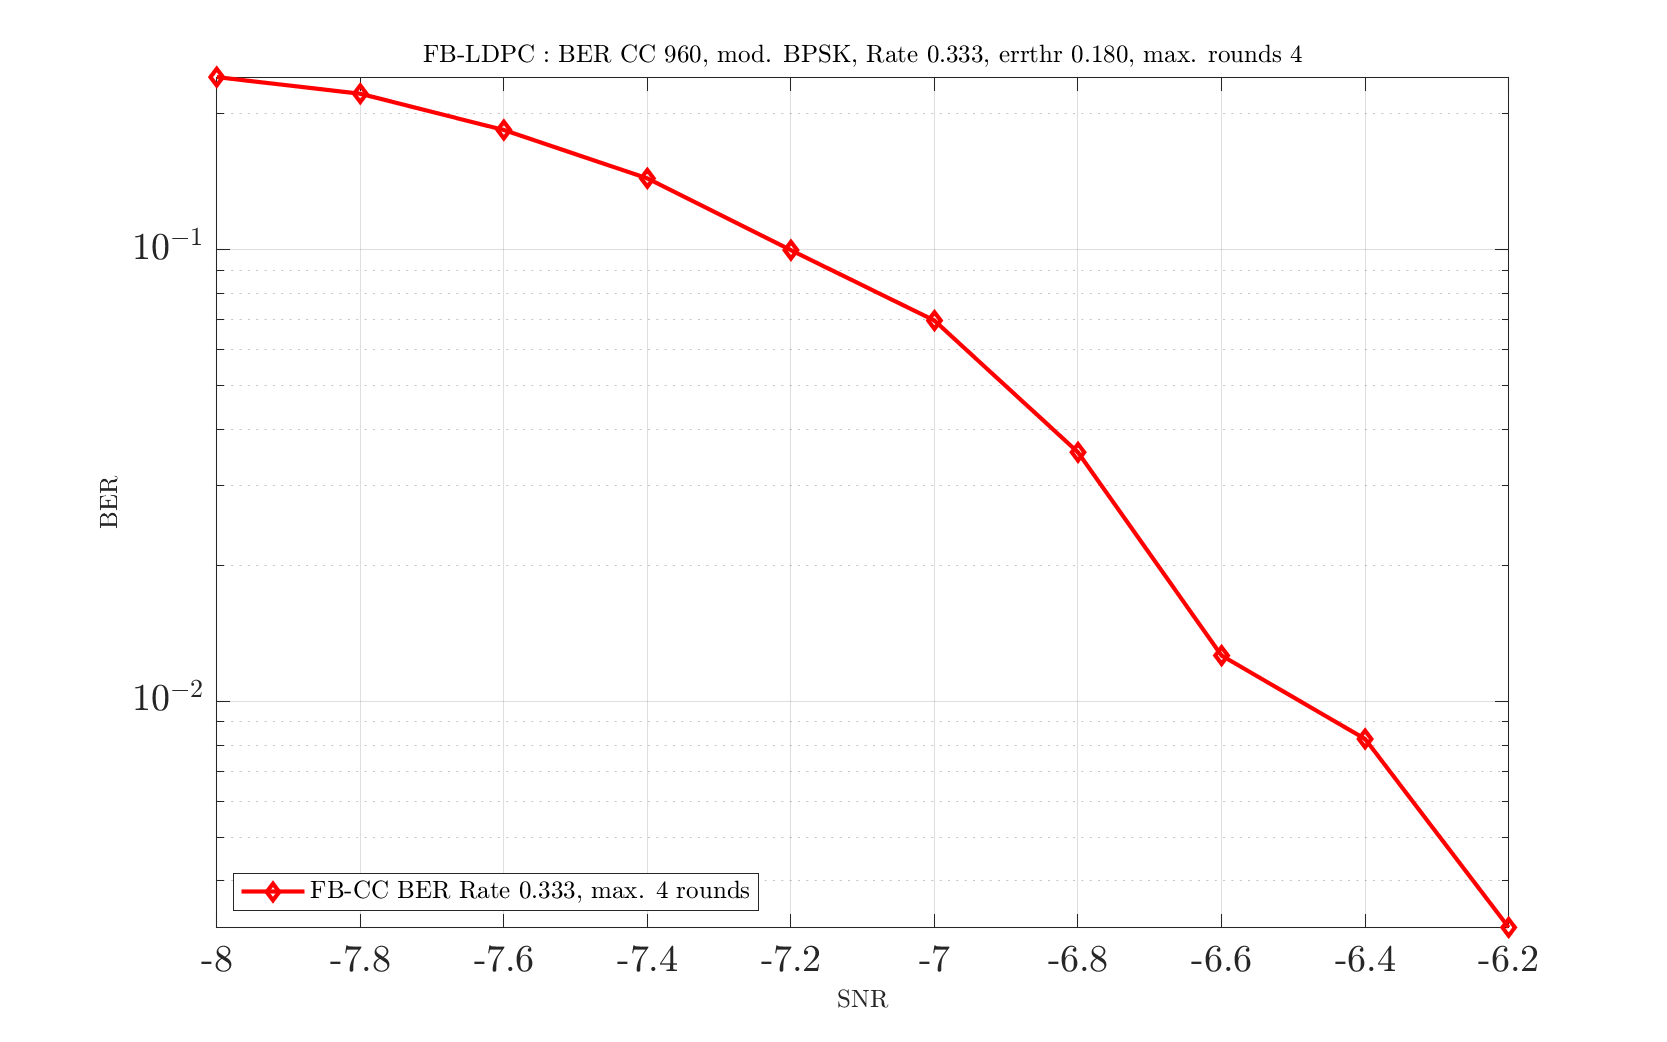 FB-LDPC : BER CC 960, mod. BPSK, Rate 0.333, errthr 0.180, max. rounds 4
10⁻¹
BER
10⁻²
FB-CC BER Rate 0.333, max. 4 rounds
-8 -7.8 -7.6 -7.4 -7.2 -7 -6.8 -6.6 -6.4 -6.2
SNR